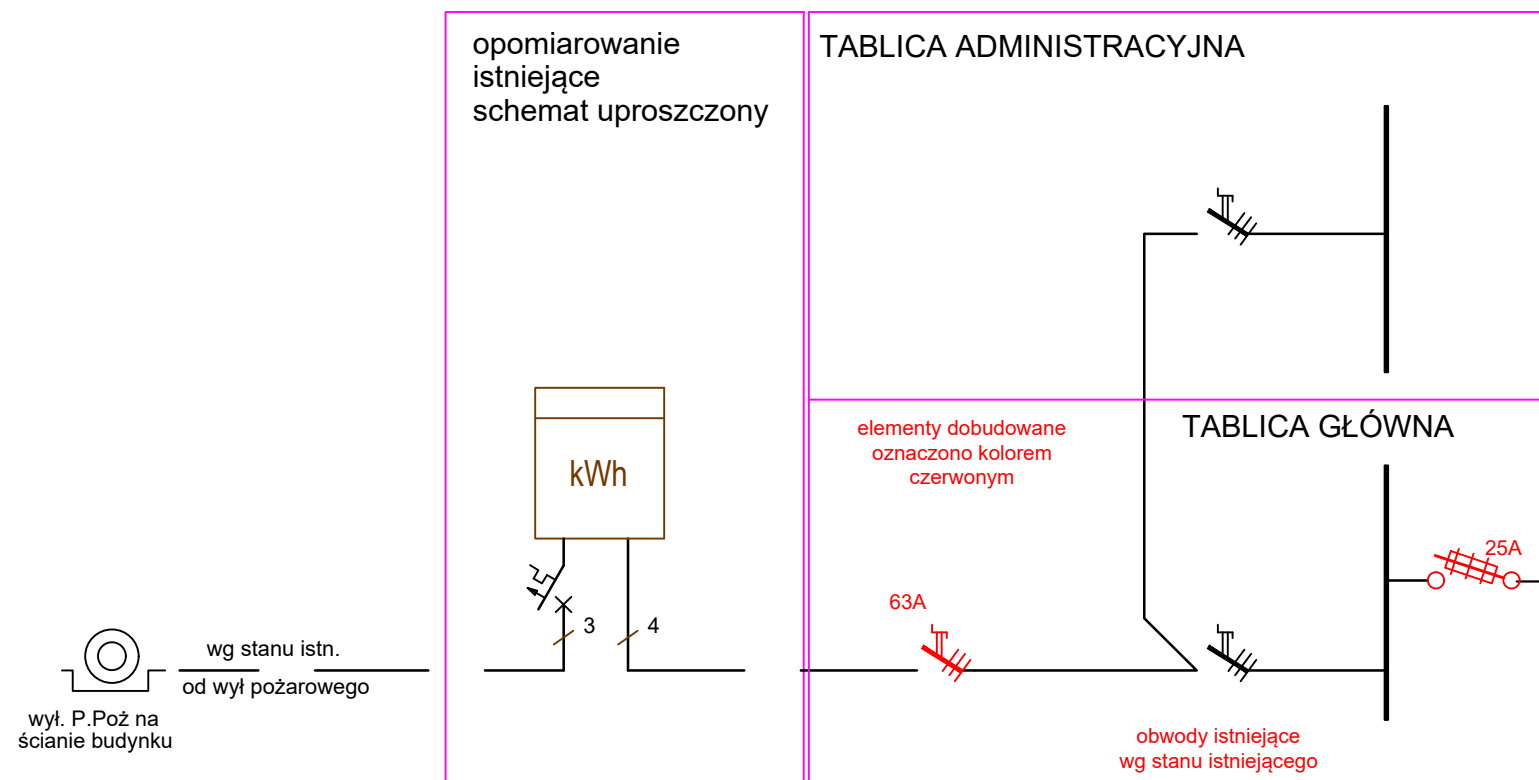 opomiarowanie
istniejące
schemat uproszczony
TABLICA ADMINISTRACYJNA
elementy dobudowane
oznaczono kolorem
czerwonym
TABLICA GŁÓWNA
kWh
25A
63A
3
4
wg stanu istn.
od wył pożarowego
wył. P.Poż na
ścianie budynku
obwody istniejące
wg stanu istniejącego